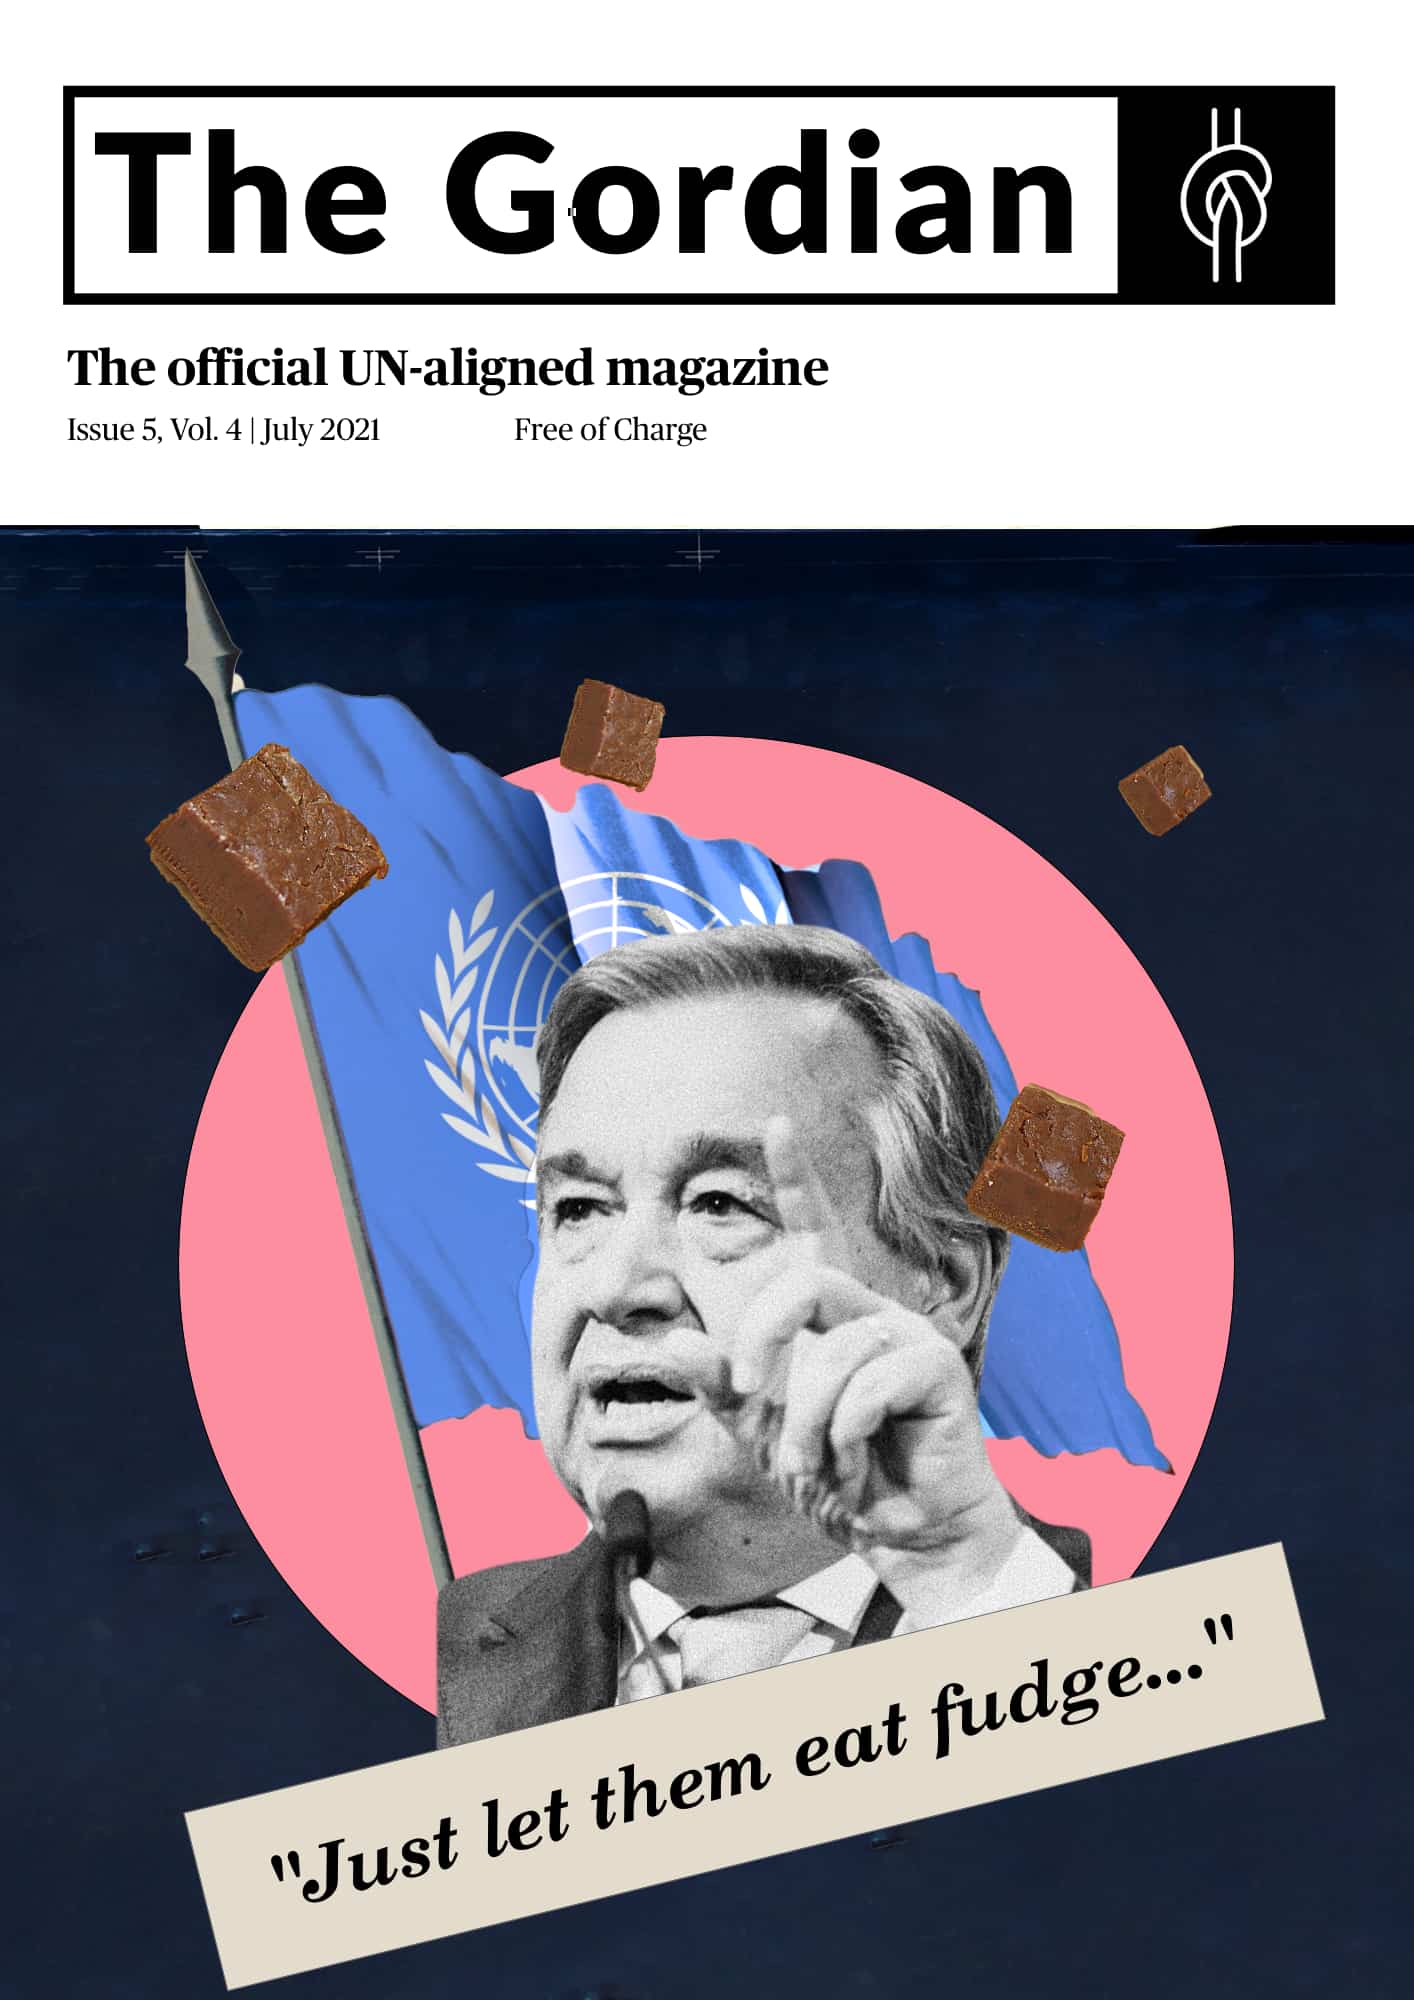 The Gordian
The official UN-aligned magazine
Issue 5, Vol. 4 | July 2021 Free of Charge
"Just let them eat fudge..."